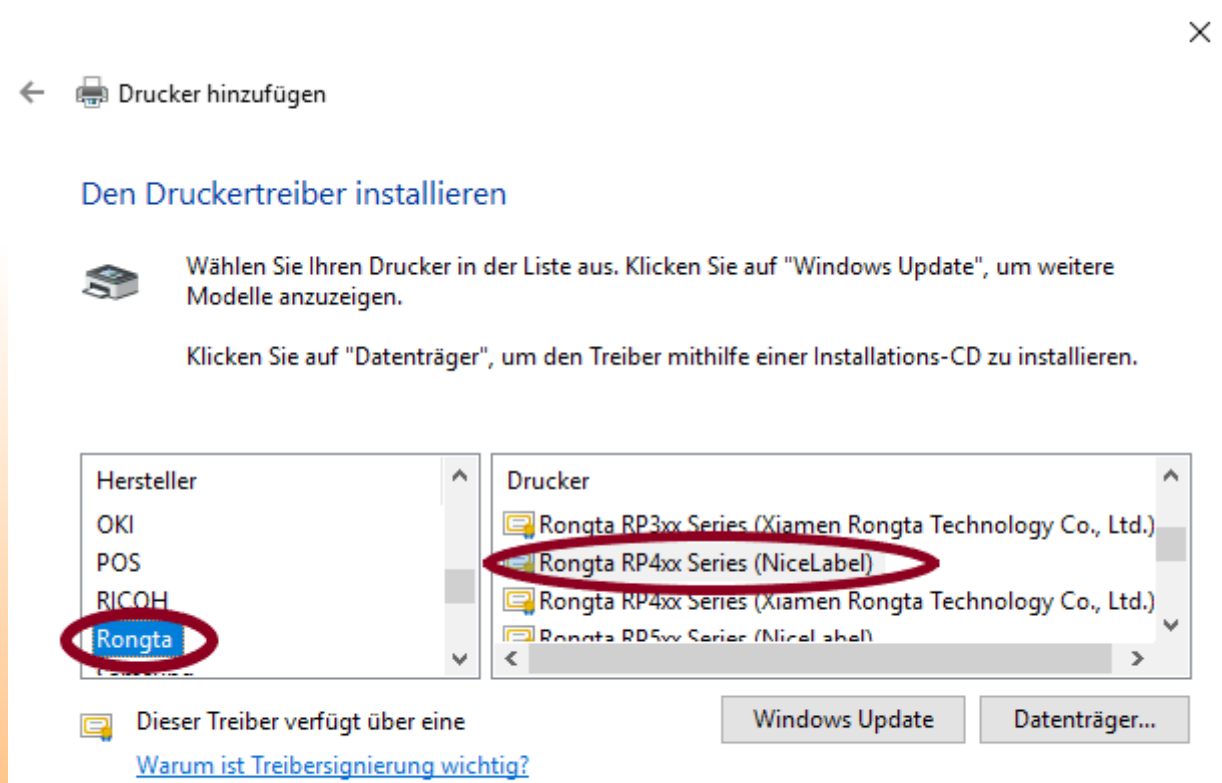 Drucker hinzufügen
Den Druckertreiber installieren
Wählen Sie Ihren Drucker in der Liste aus. Klicken Sie auf "Windows Update", um weitere
Modelle anzuzeigen.
Klicken Sie auf "Datenträger", um den Treiber mithilfe einer Installations-CD zu installieren.
Hersteller
OKI
POS
RICOH
Rongta
Drucker
Rongta RP3xx Series (Xiamen Rongta Technology Co., Ltd.)
Rongta RP4xx Series (NiceLabel)
Rongta RP4xx Series (Xiamen Rongta Technology Co., Ltd.)
Rongta RP5xx Series (NiceLabel)
Dieser Treiber verfügt über eine
Warum ist Treibersignierung wichtig?
Windows Update
Datenträger...